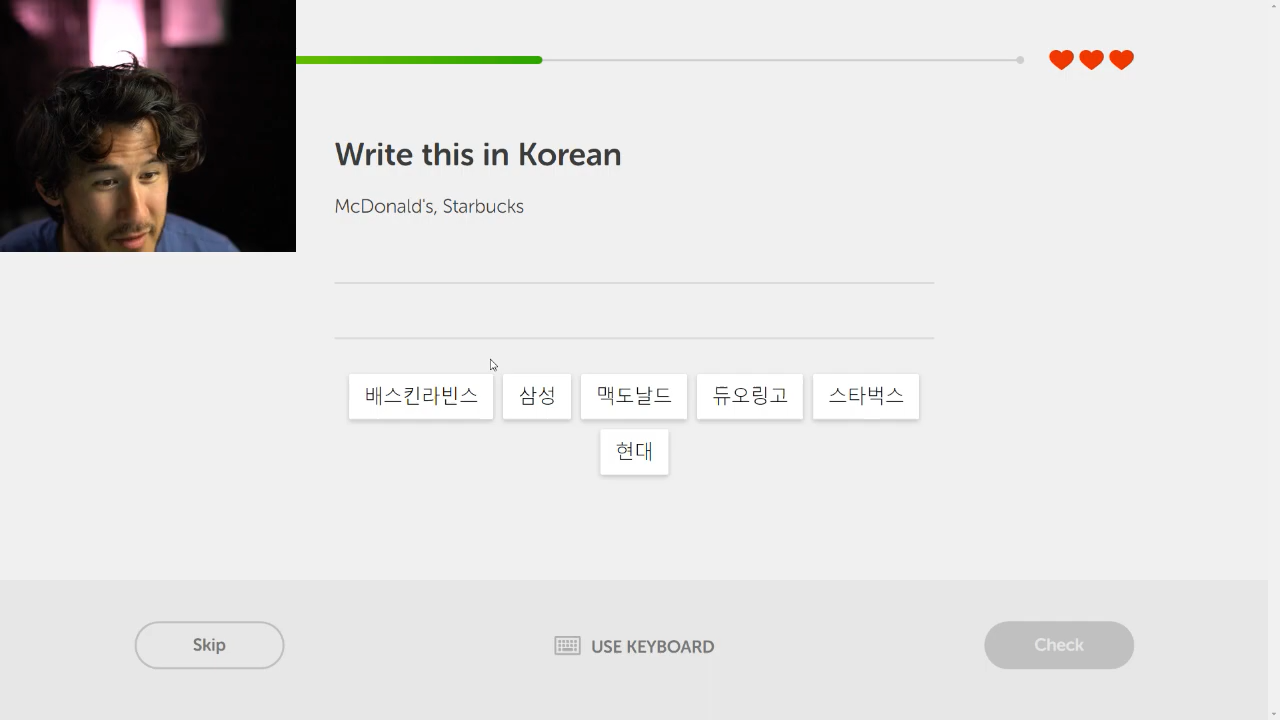 Write this in Korean
McDonald's, Starbucks
배스킨라빈스 삼성 맥도날드 듀오링고 스타벅스
현대
Skip USE KEYBOARD Check